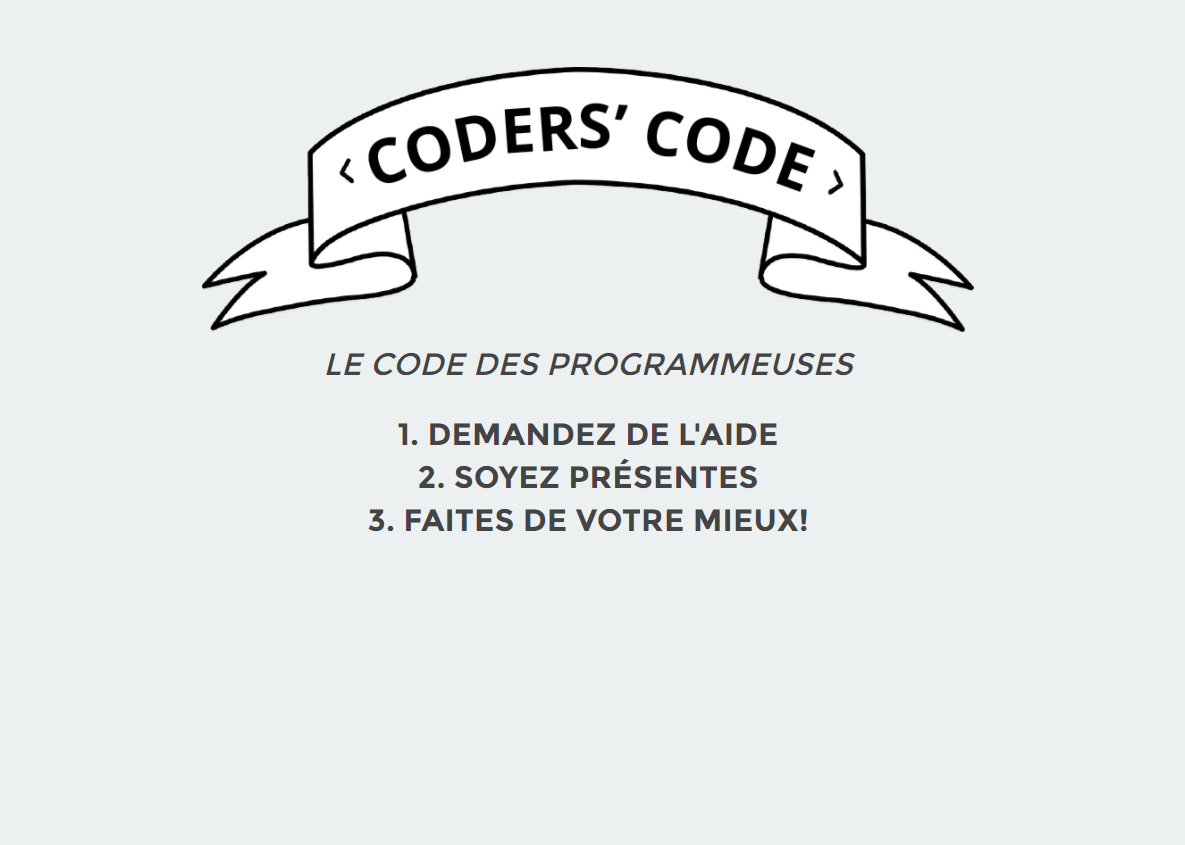 < CODERS’ CODE >
LE CODE DES PROGRAMMEUSES
1. DEMANDEZ DE L'AIDE
2. SOYEZ PRÉSENTES
3. FAITES DE VOTRE MIEUX!